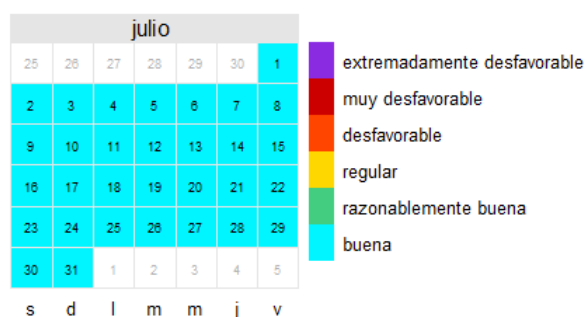 julio
25 26 27 28 29 30 1
2 3 4 5 6 7 8
9 10 11 12 13 14 15
16 17 18 19 20 21 22
23 24 25 26 27 28 29
30 31 1 2 3 4 5
s d l m m j v
extremadamente desfavorable
muy desfavorable
desfavorable
regular
razonablemente buena
buena